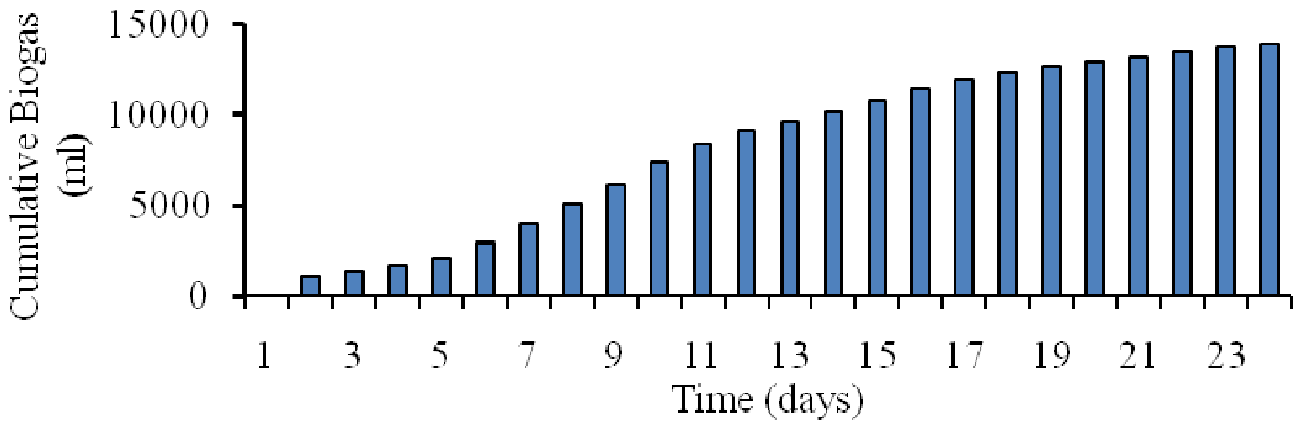 Cumulative Biogas
(ml)
15000
10000
5000
0
1 3 5 7 9 11 13 15 17 19 21 23
Time (days)